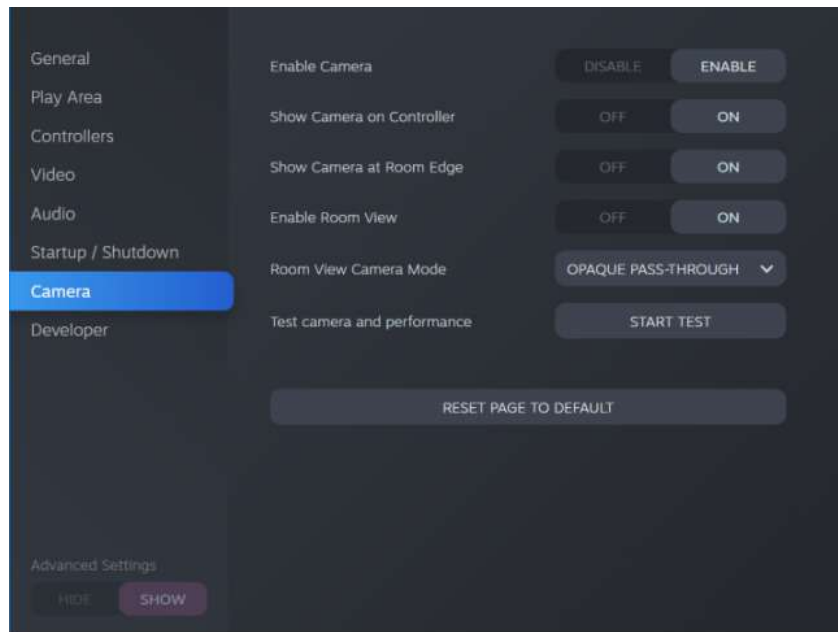 General
Play Area
Controllers
Video
Audio
Startup / Shutdown
Camera
Developer
Advanced Settings
HIDE SHOW
Enable Camera DISABLE ENABLE
Show Camera on Controller OFF ON
Show Camera at Room Edge OFF ON
Enable Room View OFF ON
Room View Camera Mode OPAQUE PASS-THROUGH
Test camera and performance START TEST
RESET PAGE TO DEFAULT